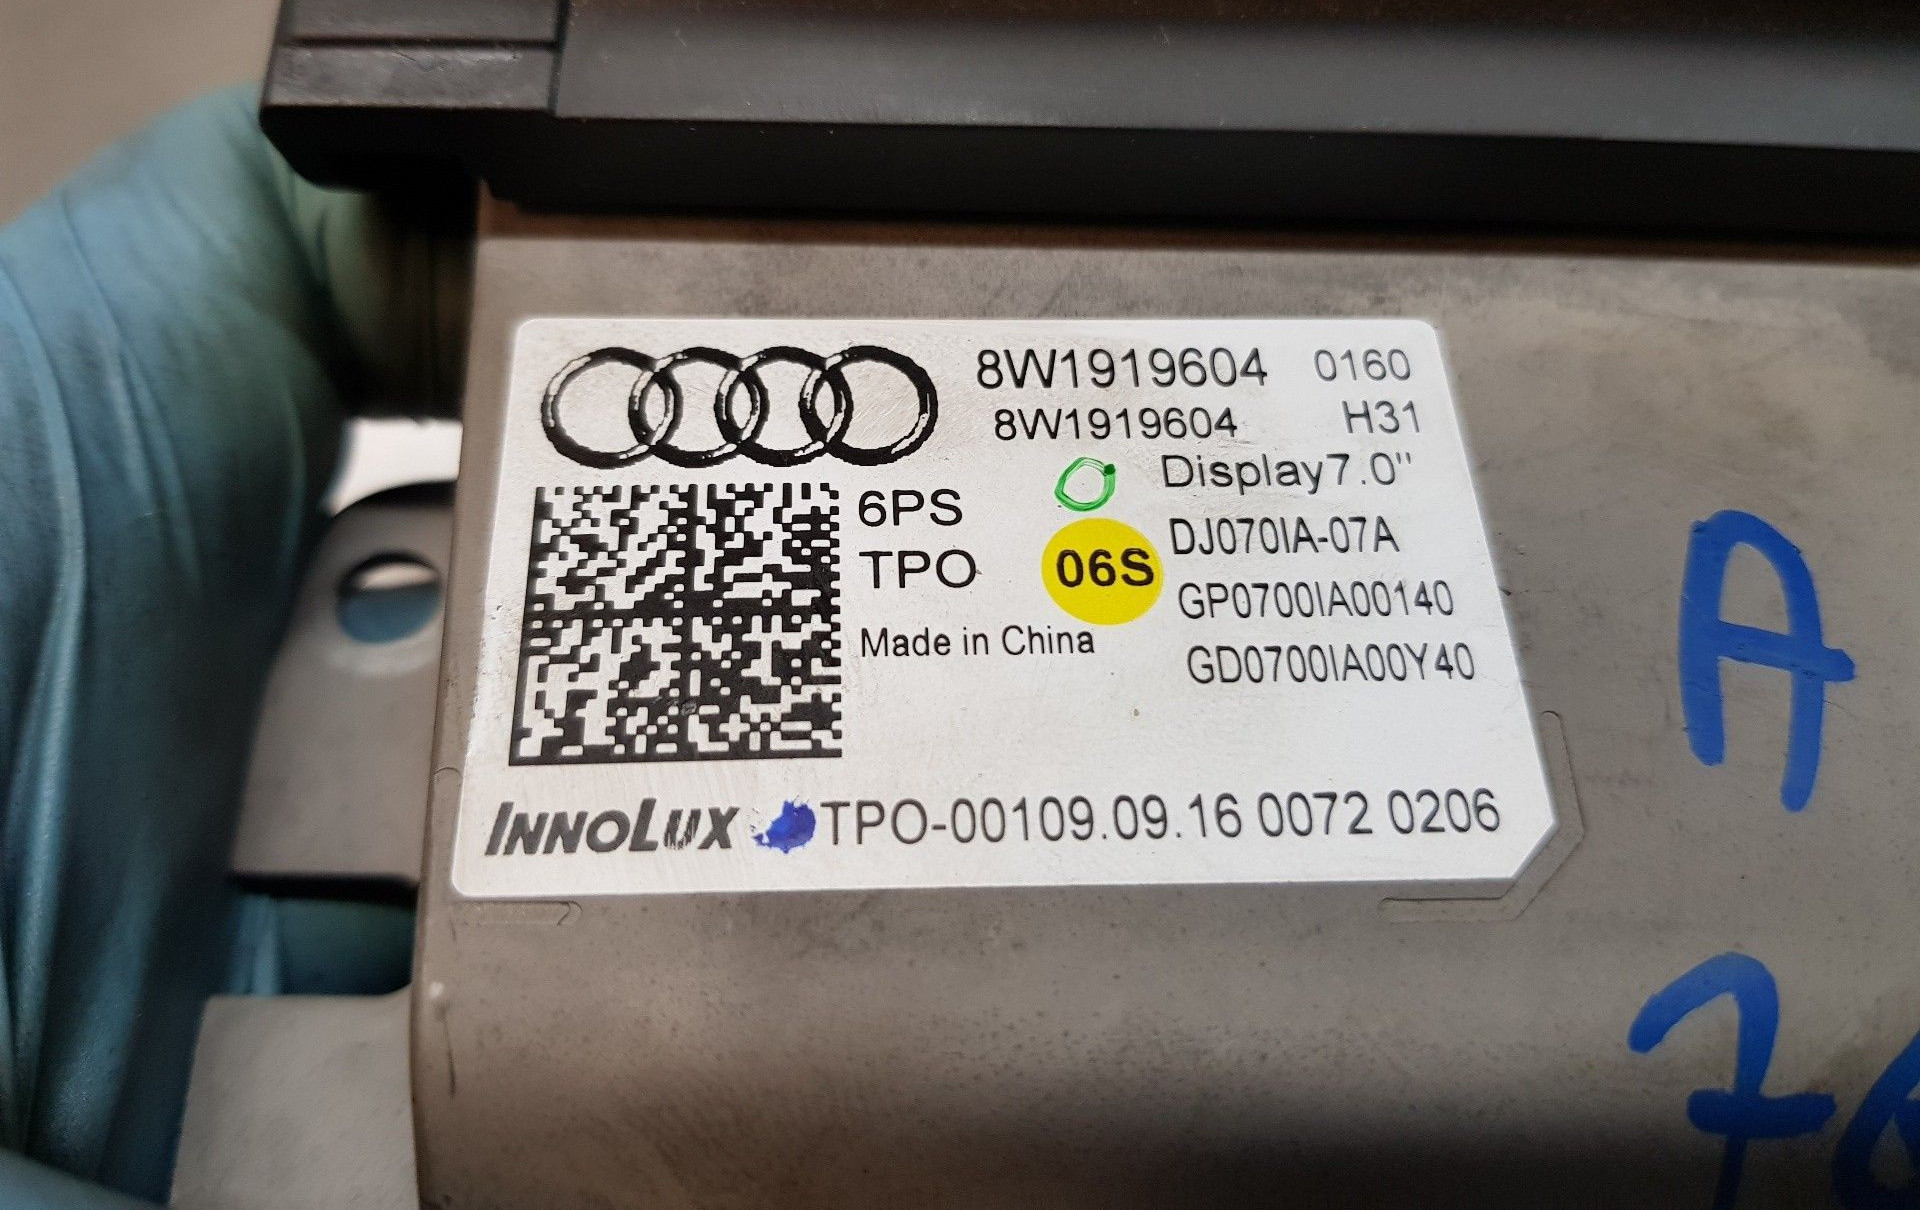 8W1919604 0160
8W1919604 H31
Display7.0"
6PS
DJ070IA-07A
TPO
06S
GP0700IA00140
Made in China
GD0700IA00Y40
INNOLUX TPO-00109.09.16 0072 0206
A
7